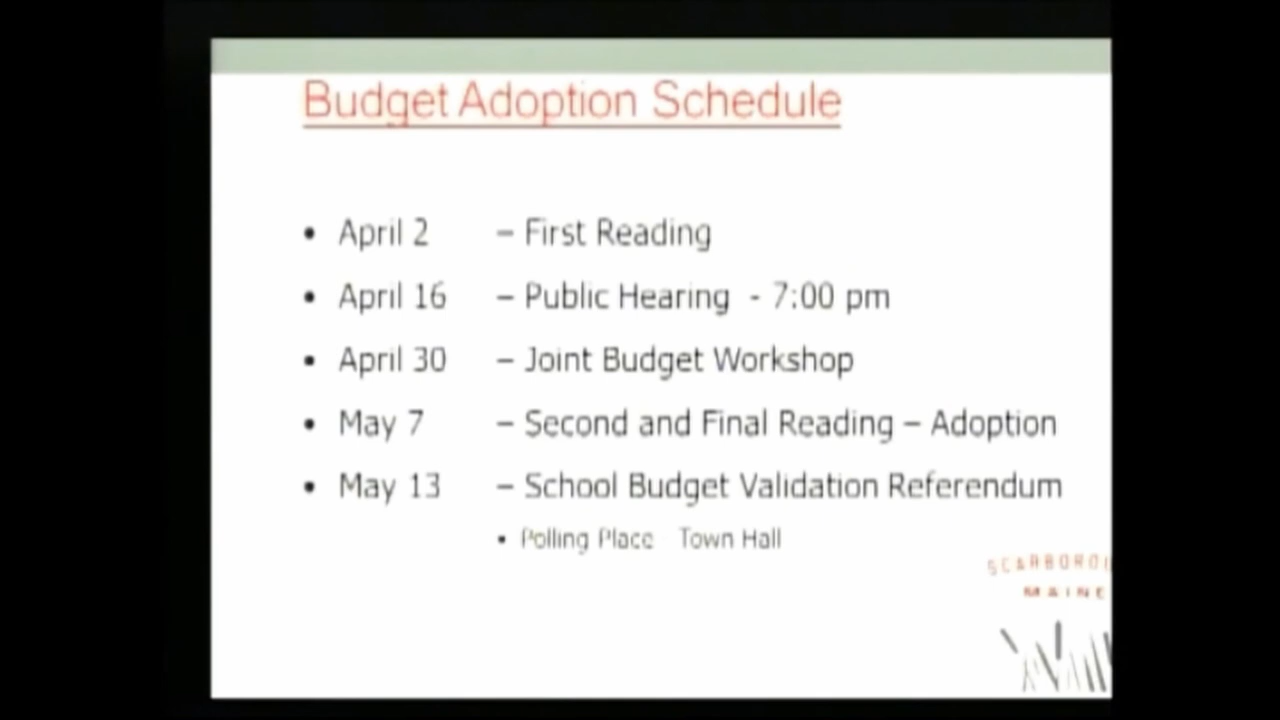 Budget Adoption Schedule
• April 2 – First Reading
• April 16 – Public Hearing - 7:00 pm
• April 30 – Joint Budget Workshop
• May 7 – Second and Final Reading – Adoption
• May 13 – School Budget Validation Referendum
• Polling Place Town Hall
MAINE